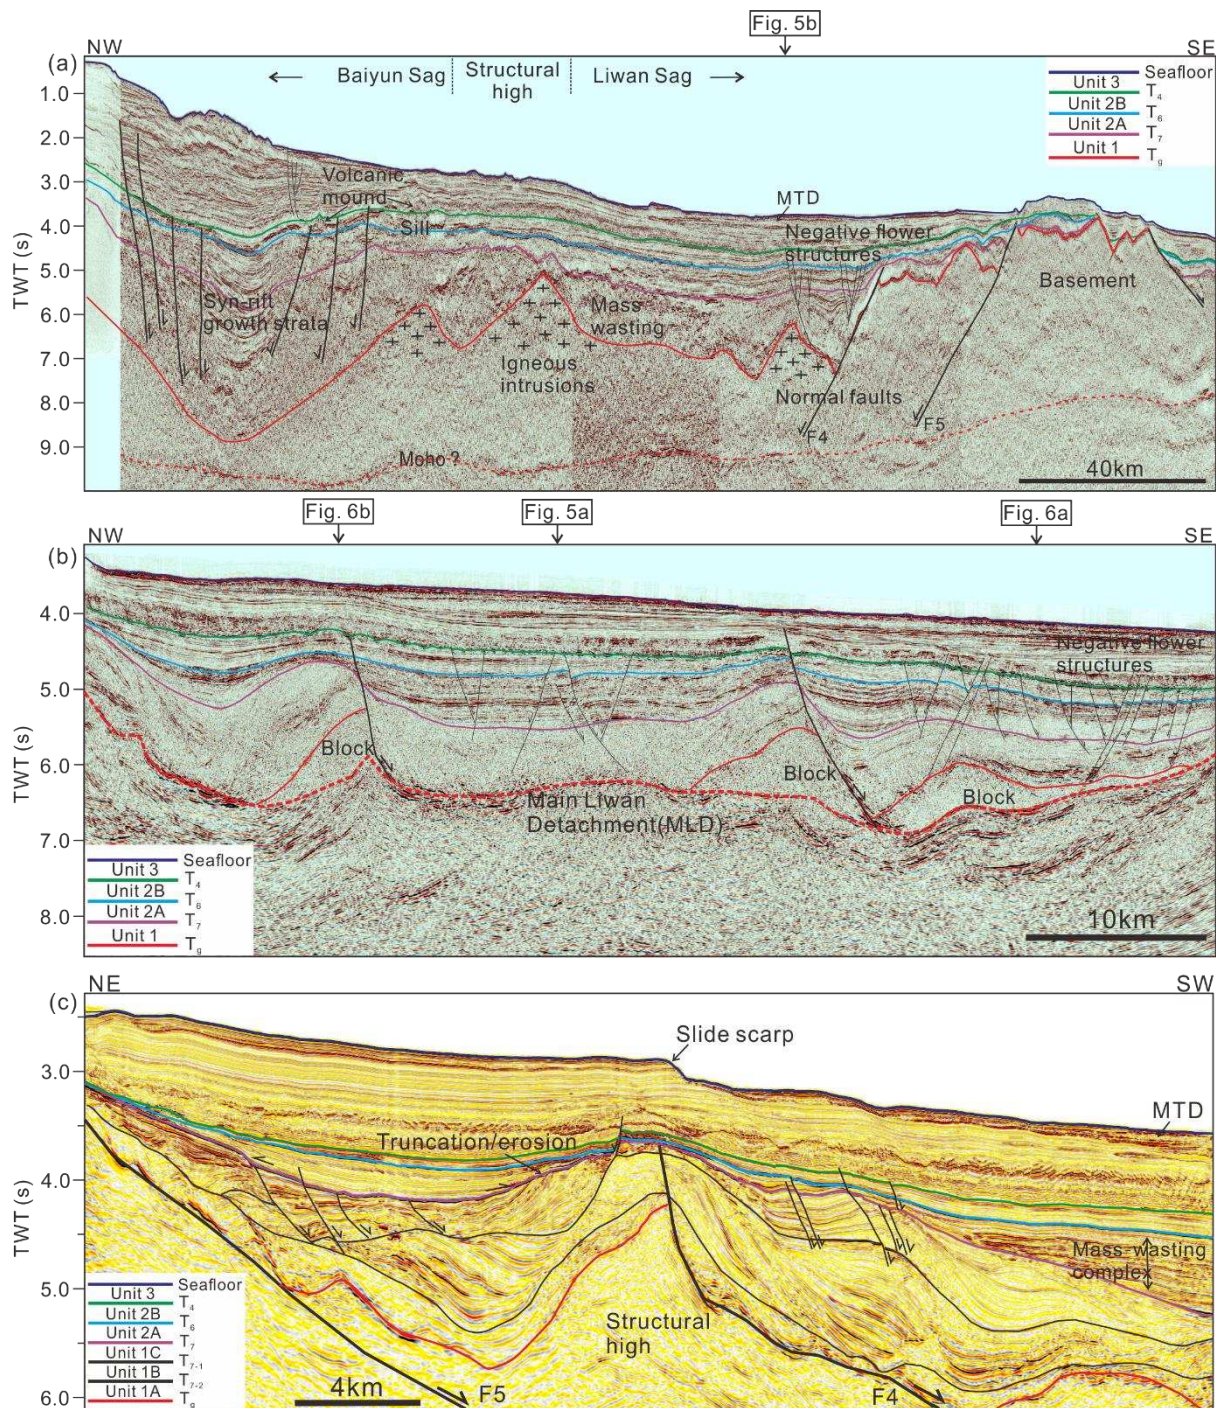 Fig. 5b
NW
SE
(a)
Baiyun Sag
Structural
high
Liwan Sag
Seafloor
Unit 3
T4
Unit 2B
T6
Unit 2A
T7
Unit 1
Tg
1.0
2.0
3.0
4.0
5.0
6.0
7.0
8.0
9.0
TWT (s)
Volcanic
mound
Sill
MTD
Negative flower
structures
Syn-rift
growth strata
Mass
wasting
Basement
Igneous
intrusions
Normal faults
F4
F5
Moho ?
40km
Fig. 6b
Fig. 5a
Fig. 6a
NW
SE
(b)
4.0
5.0
6.0
7.0
8.0
TWT (s)
Negative flower
structures
Block
Block
Block
Main Liwan
Detachment(MLD)
Seafloor
Unit 3
T4
Unit 2B
T6
Unit 2A
T7
Unit 1
Tg
10km
NE
SW
(c)
3.0
4.0
5.0
6.0
TWT (s)
Slide scarp
MTD
Truncation/erosion
Mass-wasting
complex
Structural
high
Seafloor
Unit 3
T4
Unit 2B
T6
Unit 2A
T7
Unit 1C
T7-1
Unit 1B
T7-2
Unit 1A
Tg
4km
F5
F4